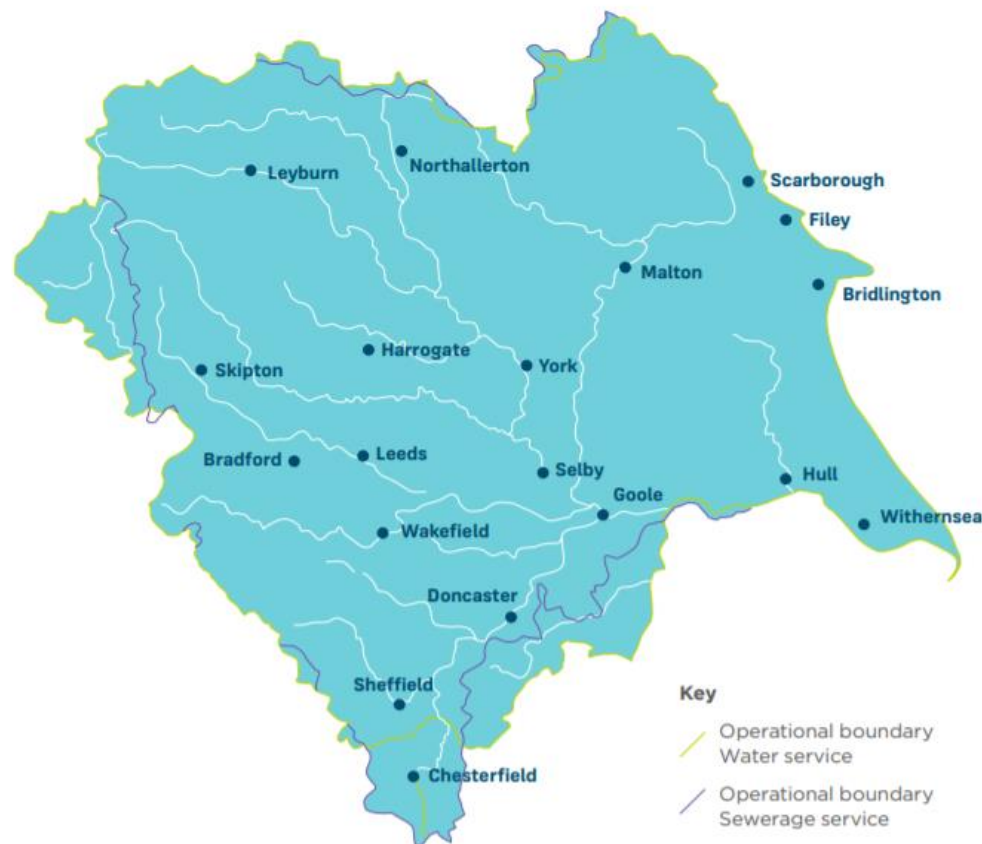 Northallerton
Leyburn
Scarborough
Filey
Malton
Bridlington
Harrogate
York
Skipton
Leeds
Bradford
Selby
Hull
Goole
Withernsea
Wakefield
Doncaster
Sheffield
Chesterfield
Key
Operational boundary
Water service
Operational boundary
Sewerage service